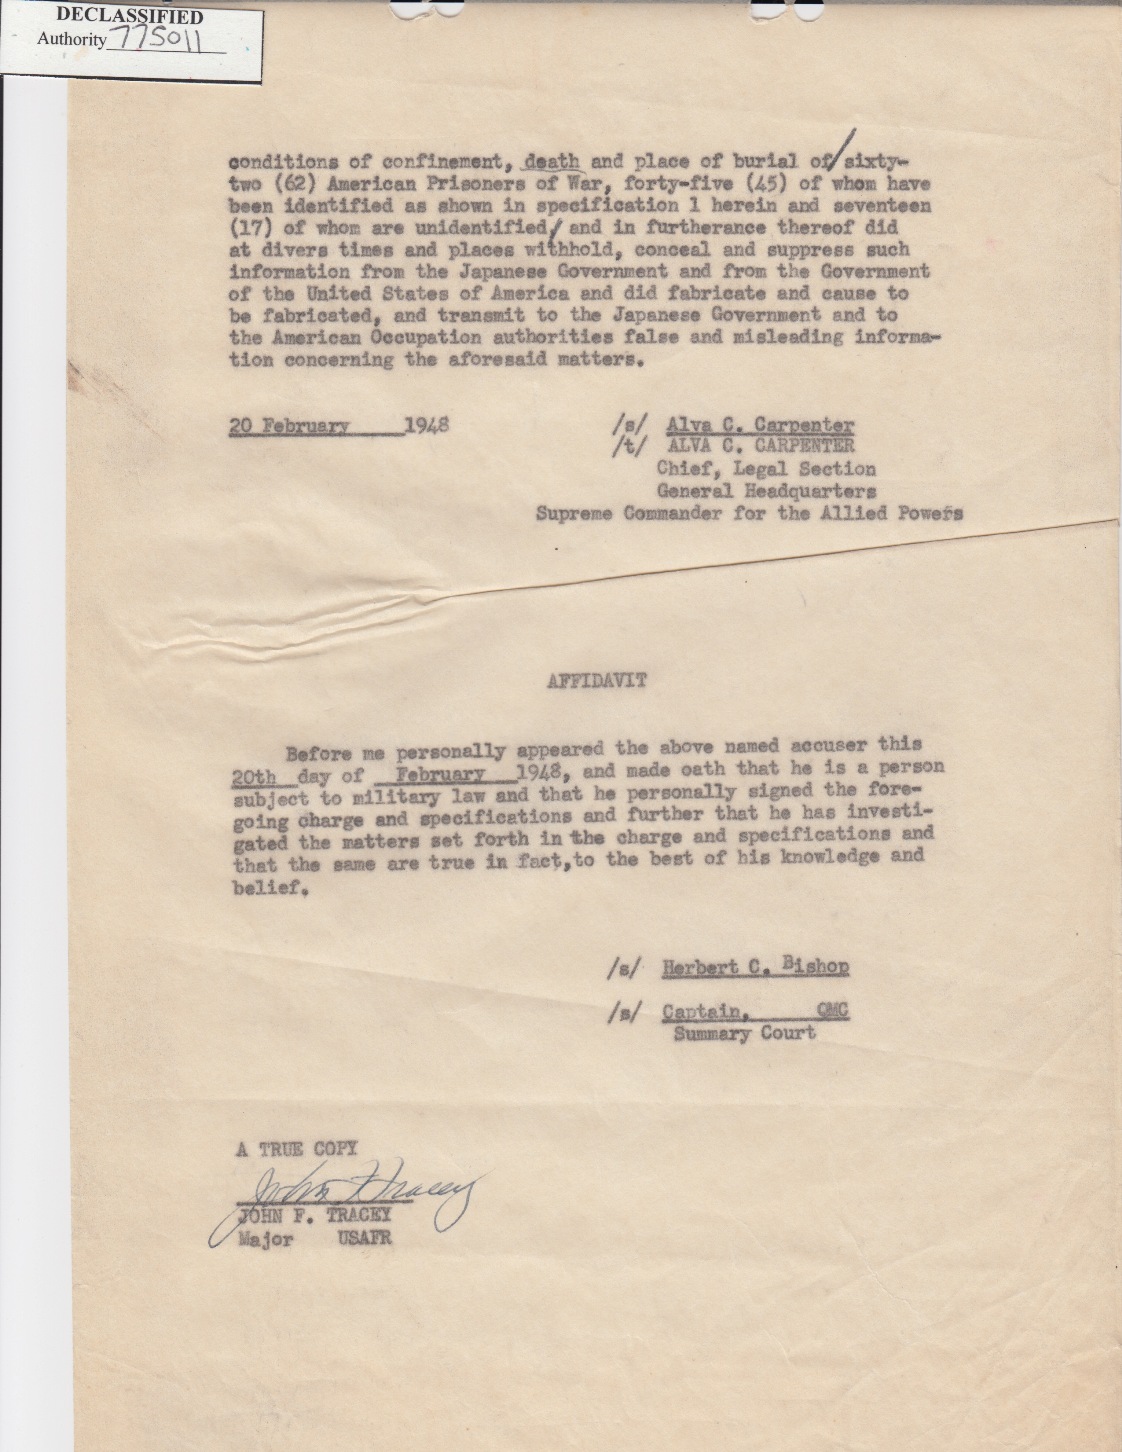 DECLASSIFIED
Authority 775011
conditions of confinement, death and place of burial of/sixty-
two (62) American Prisoners of War, forty-five (45) of whom have
been identified as shown in specification 1 herein and seventeen
(17) of whom are unidentified/ and in furtherance thereof did
at divers times and places withhold, conceal and suppress such
information from the Japanese Government and from the Government
of the United States of America and did fabricate and cause to
be fabricated, and transmit to the Japanese Government and to
the American Occupation authorities false and misleading informa-
tion concerning the aforesaid matters.
20 February 1948 /s/ Alva C. Carpenter
/t/ ALVA C. CARPENTER
Chief, Legal Section
General Headquarters
Supreme Commander for the Allied Powers
AFFIDAVIT
Before me personally appeared the above named accuser this
20th day of February 1948, and made oath that he is a person
subject to military law and that he personally signed the fore-
going charge and specifications and further that he has investi-
gated the matters set forth in the charge and specifications and
that the same are true in fact, to the best of his knowledge and
belief.
/s/ Herbert C. Bishop
/s/ Captain, QMC
Summary Court
A TRUE COPY
John F Tracey
JOHN F. TRACEY
Major USAFR